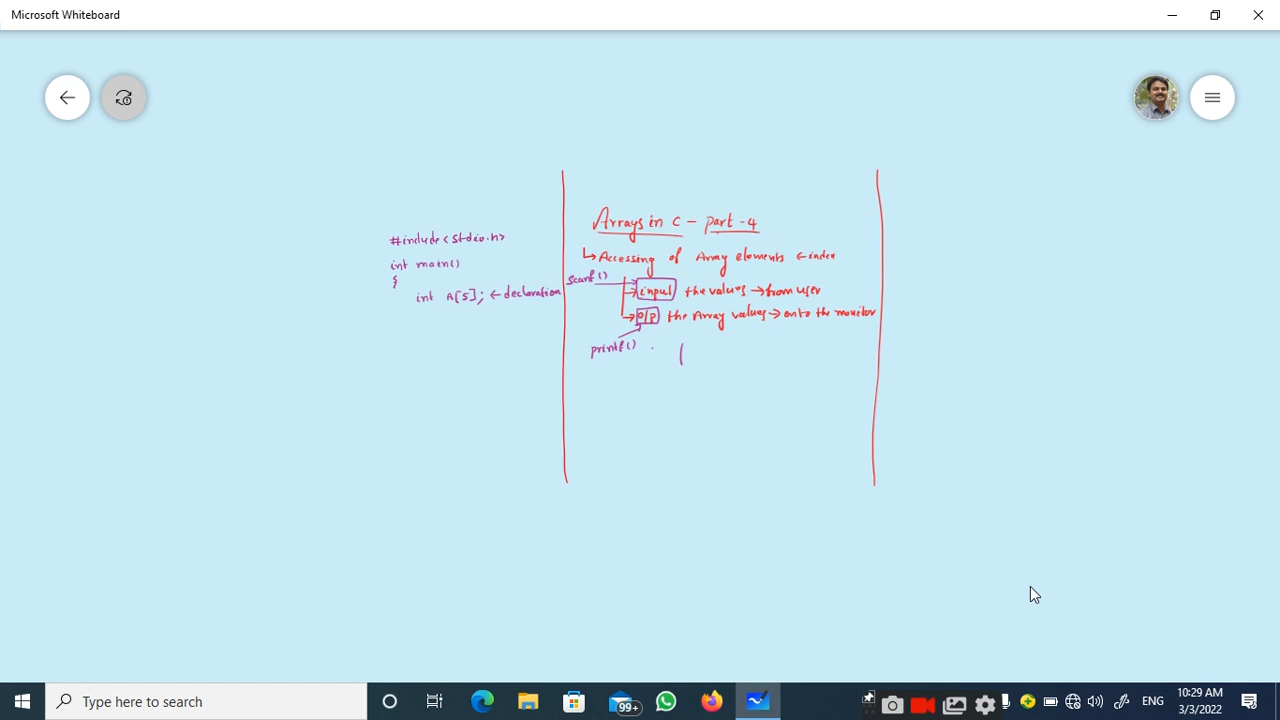 Microsoft Whiteboard
Arrays in C - part-4
↳ Accessing of Array elements ← index
scanf()
→ input the values → from user
→ o/p the Array values → onto the monitor
printf()
#include<stdio.h>
int main()
{
int A[5]; ← declaration
Type here to search
99+
ENG
10:29 AM
3/3/2022